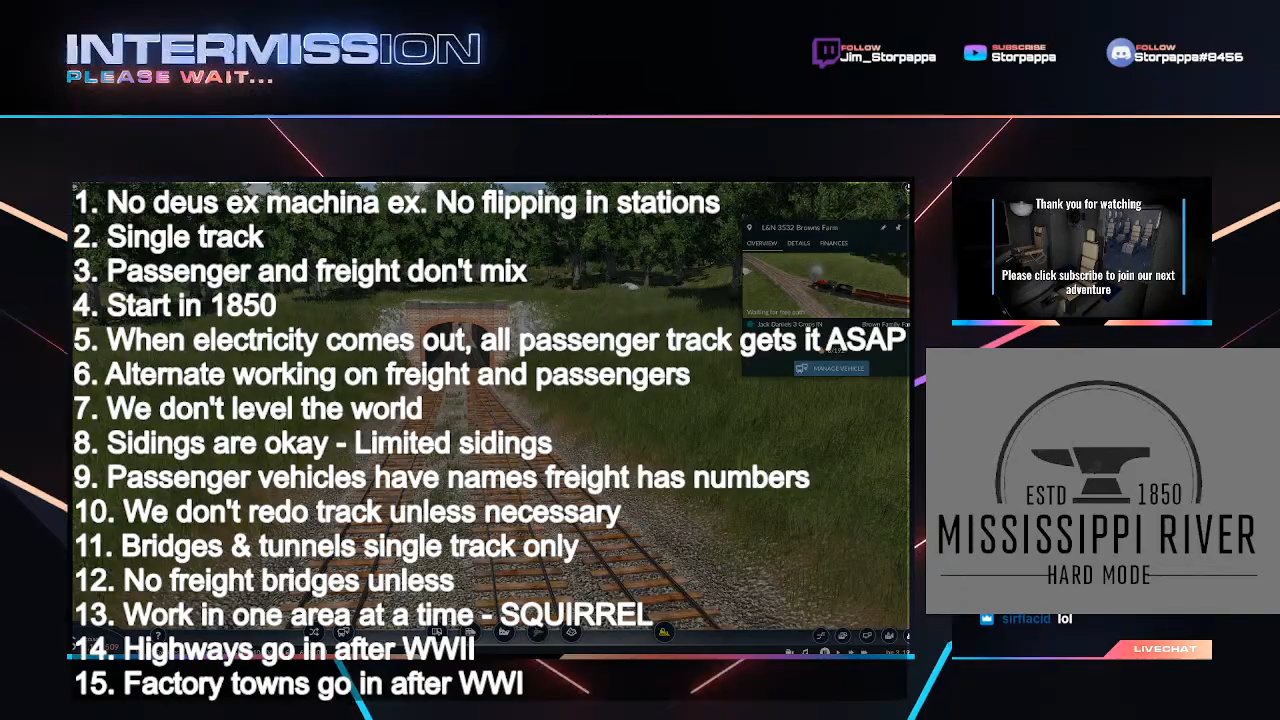 INTERMISSION
PLEASE WAIT...
FOLLOW
Jim_Storpappa
SUBSCRIBE
Storpappa
FOLLOW
Storpappa#8456
1. No deus ex machina ex. No flipping in stations
2. Single track
3. Passenger and freight don't mix
4. Start in 1850
5. When electricity comes out, all passenger track gets it ASAP
6. Alternate working on freight and passengers
7. We don't level the world
8. Sidings are okay - Limited sidings
9. Passenger vehicles have names freight has numbers
10. We don't redo track unless necessary
11. Bridges & tunnels single track only
12. No freight bridges unless
13. Work in one area at a time - SQUIRREL
14. Highways go in after WWII
15. Factory towns go in after WWI
L&N 3532 Browns Farm
OVERVIEW DETAILS FINANCES
Waiting for free path
MANAGE VEHICLE
Thank you for watching
Please click subscribe to join our next
adventure
ESTD 1850
MISSISSIPPI RIVER
HARD MODE
sirflacid lol
LIVECHAT